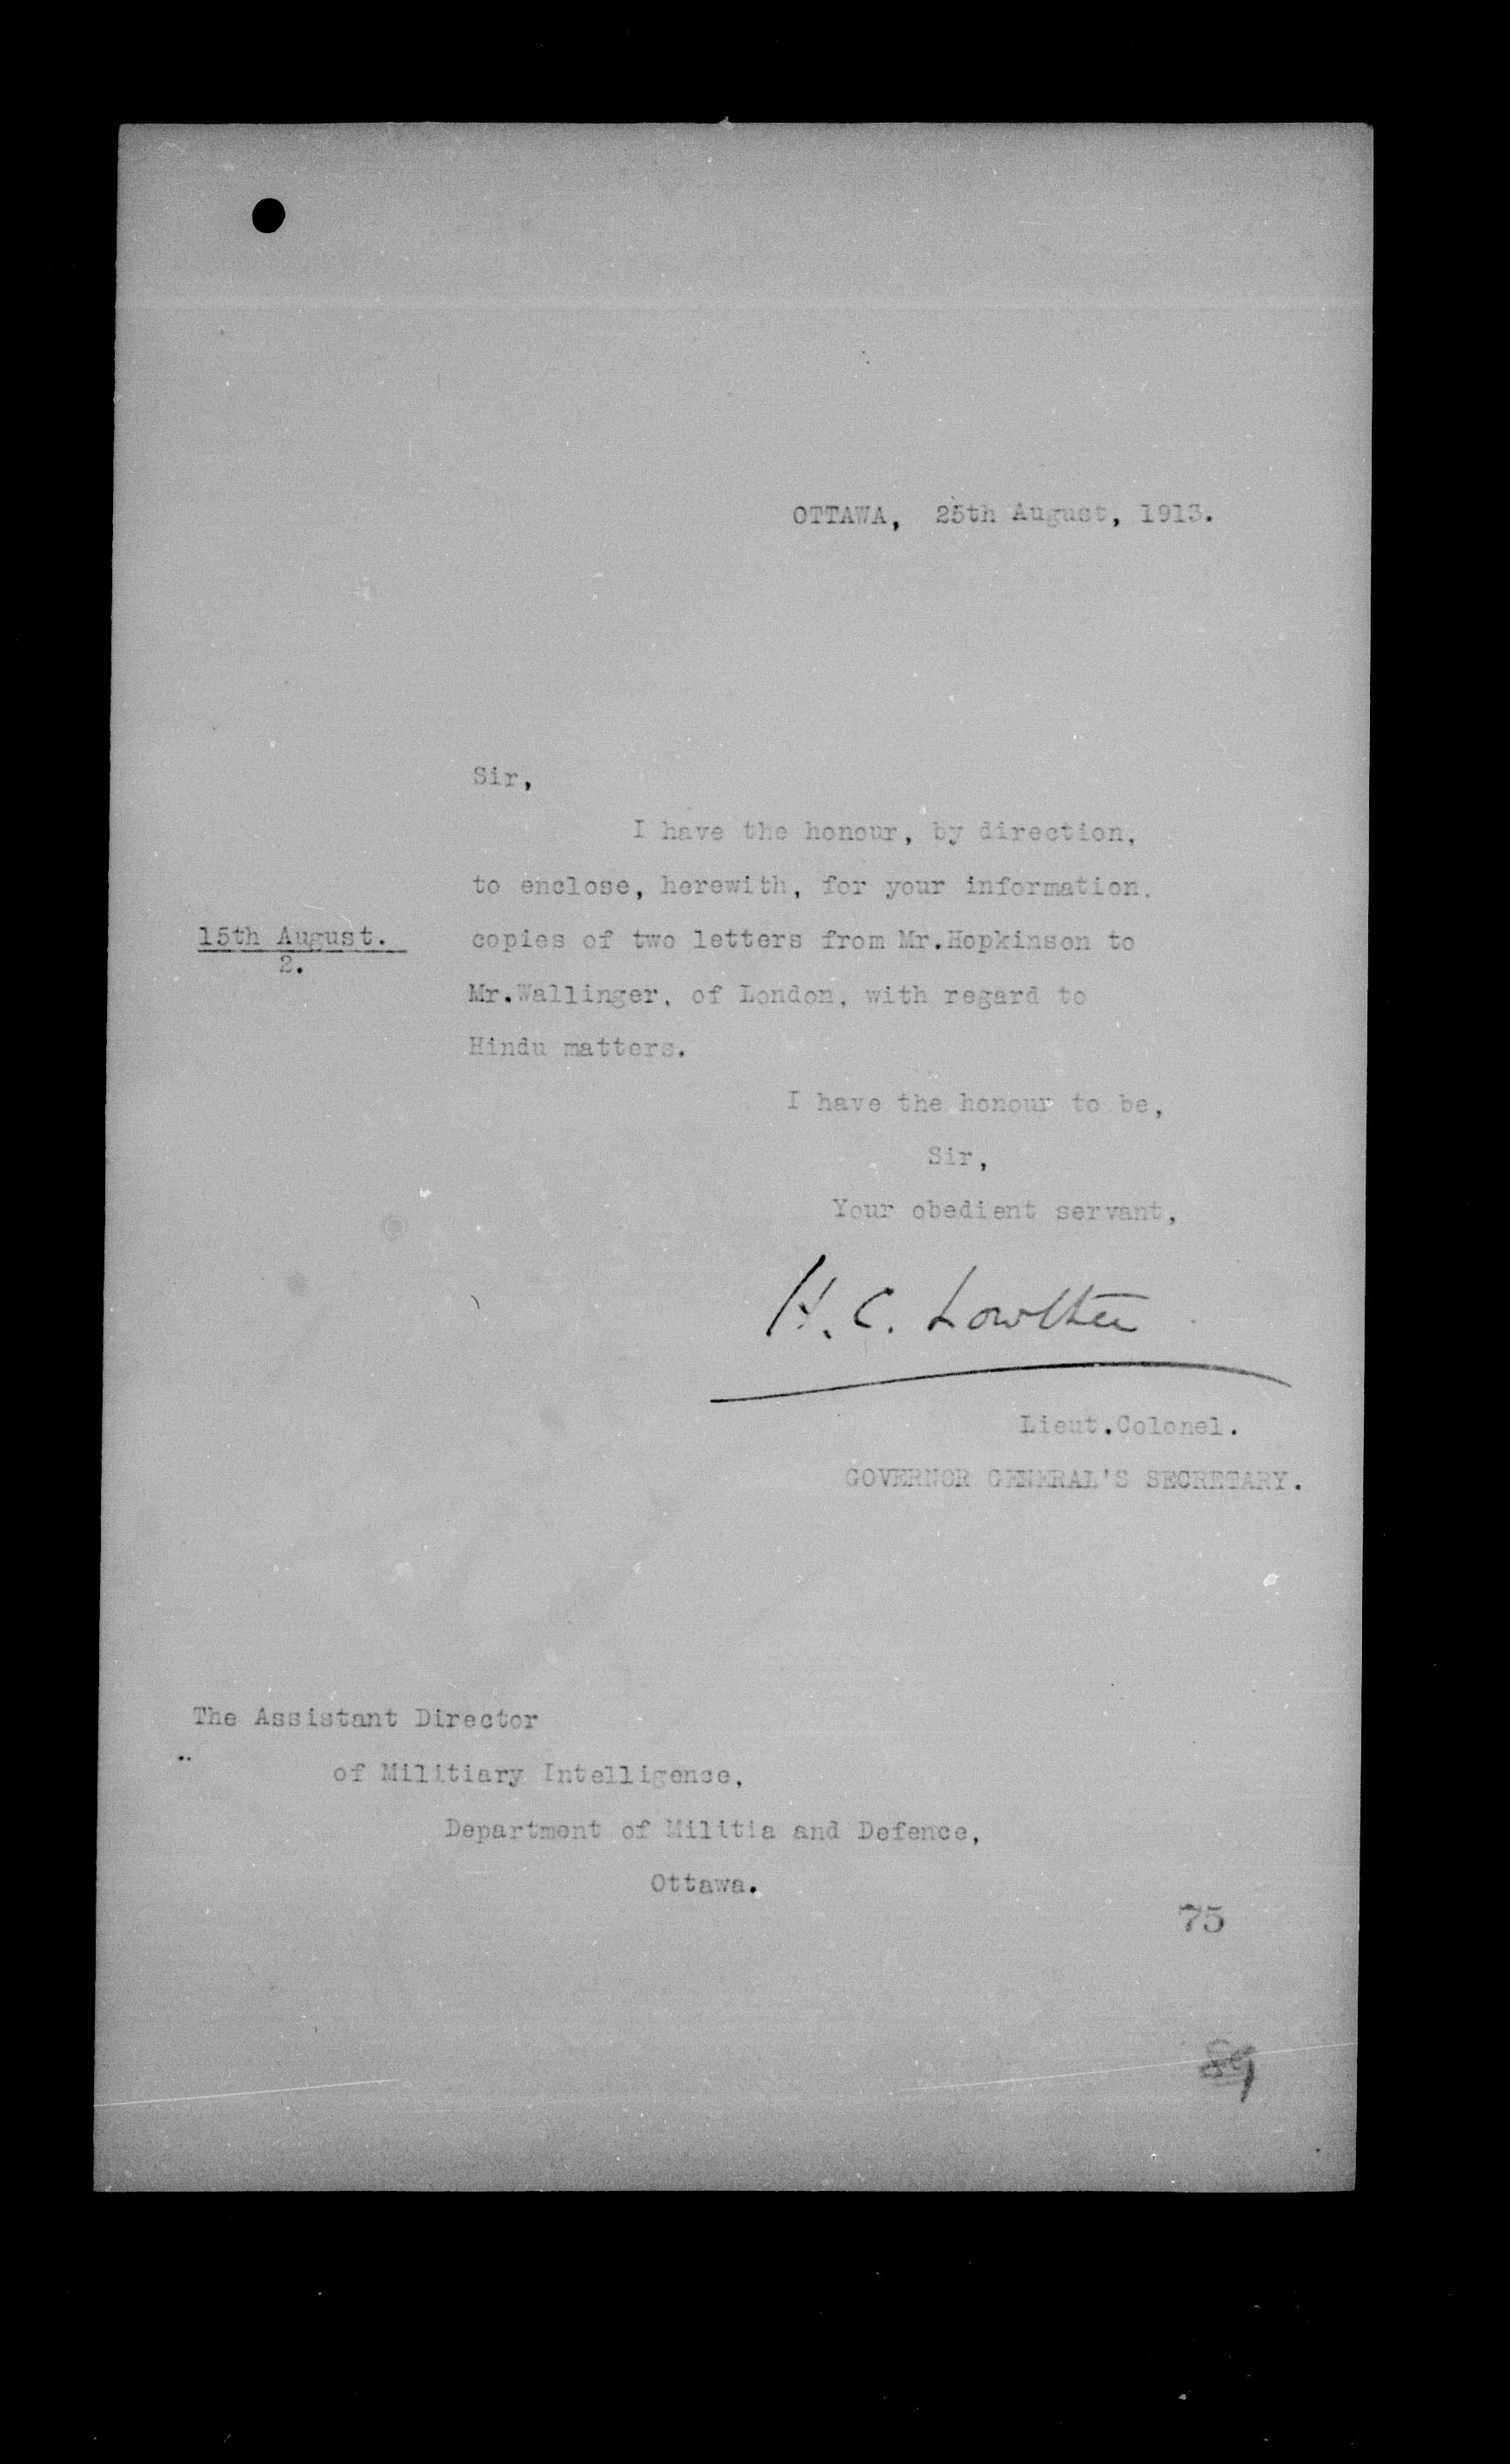 OTTAWA, 25th August, 1913.
Sir,
I have the honour, by direction,
to enclose, herewith, for your information,
15th August.
2.
copies of two letters from Mr.Hopkinson to
Mr.Wallinger, of London, with regard to
Hindu matters.
I have the honour to be,
Sir,
Your obedient servant,
H. C. Lowther
Lieut.Colonel.
GOVERNOR GENERAL'S SECRETARY.
The Assistant Director
of Militiary Intelligence,
Department of Militia and Defence,
Ottawa.
75